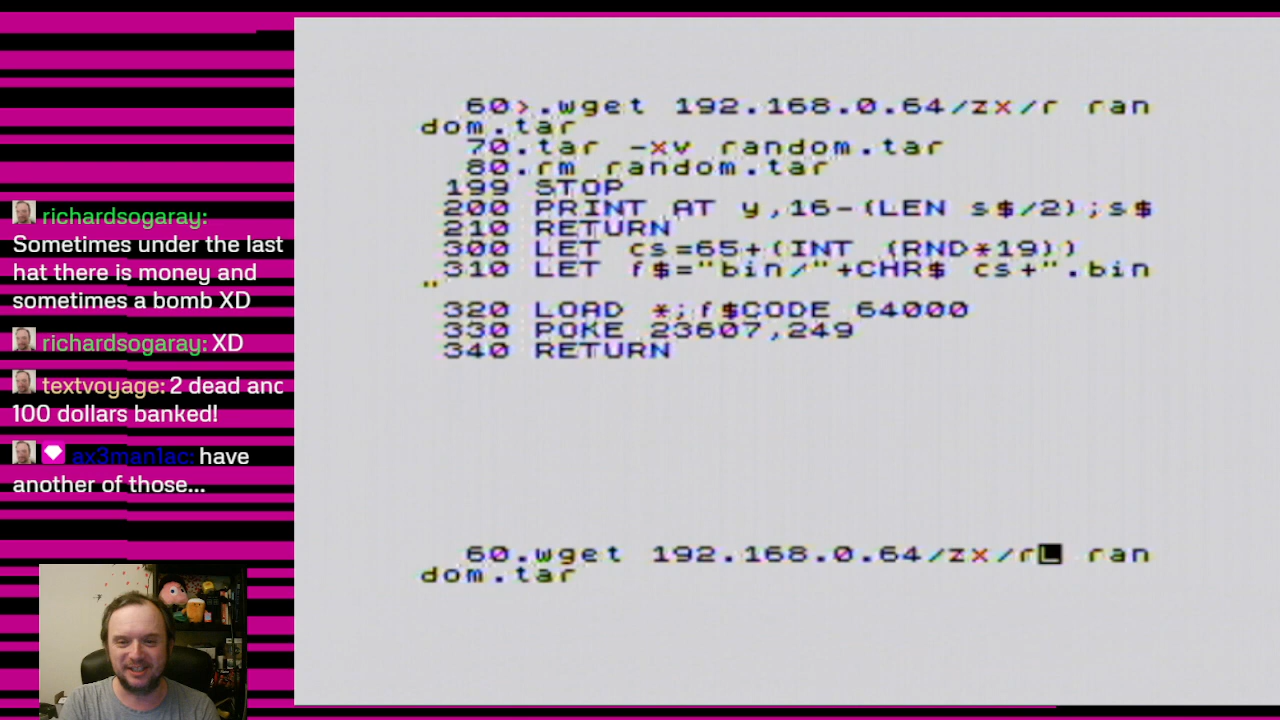 richardsogaray:
Sometimes under the last
hat there is money and
sometimes a bomb XD
richardsogaray: XD
textvoyage: 2 dead and
100 dollars banked!
ax3man1ac: have
another of those...
60>.wget 192.168.0.64/zx/r ran
dom.tar
70.tar -xv random.tar
80.rm random.tar
199 STOP
200 PRINT AT y,16-(LEN s$/2);s$
210 RETURN
300 LET cs=65+(INT (RND*19))
310 LET f$="bin/"+CHR$ cs+".bin
"
320 LOAD *;f$CODE 64000
330 POKE 23607,249
340 RETURN
60.wget 192.168.0.64/zx/rL ran
dom.tar